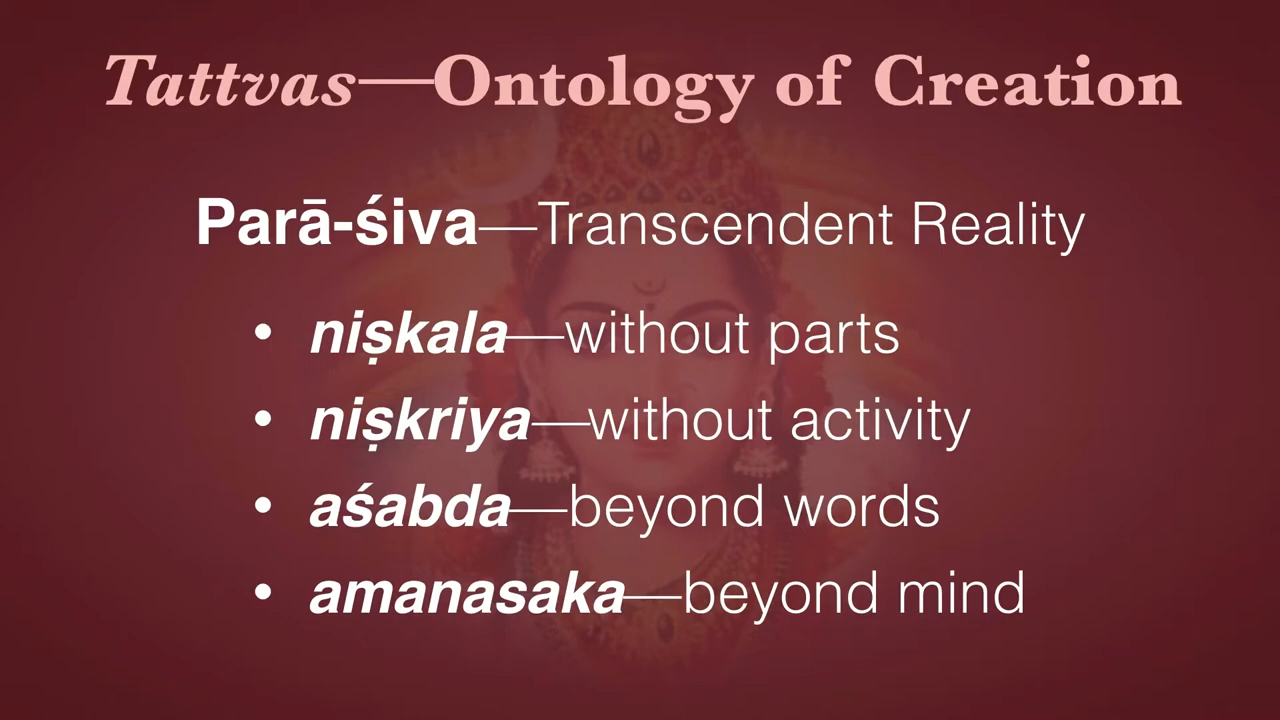 Tattvas—Ontology of Creation
Parā-śiva—Transcendent Reality
• niṣkala—without parts
• niṣkriya—without activity
• aśabda—beyond words
• amanasaka—beyond mind